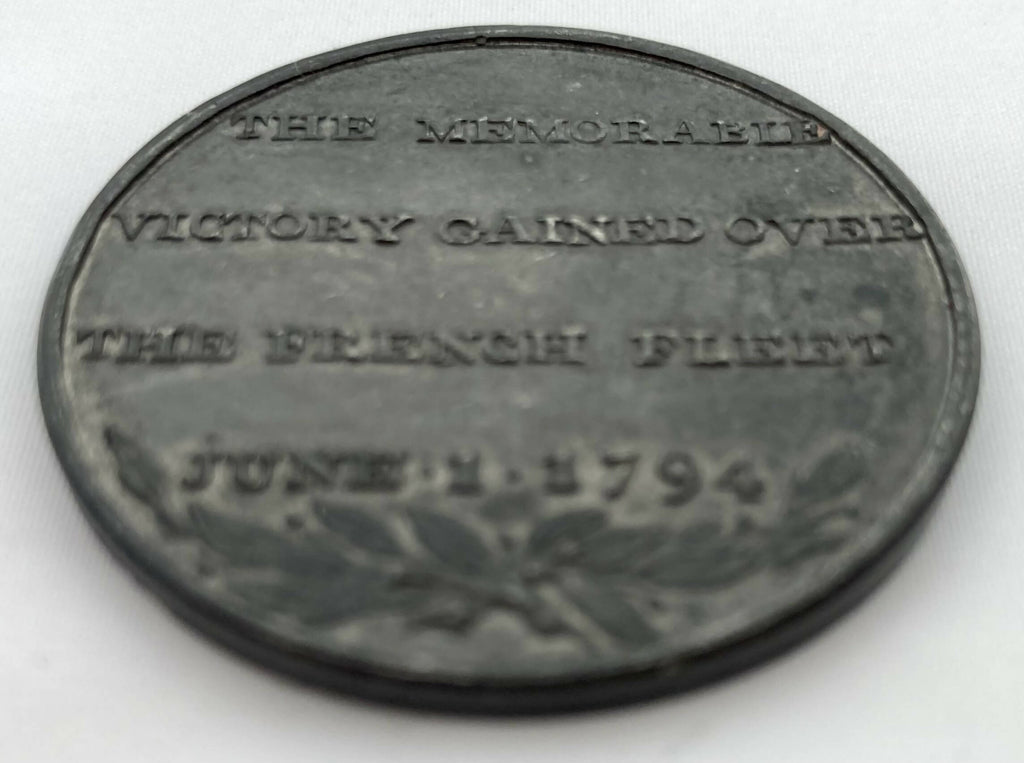 THE MEMORABLE
VICTORY GAINED OVER
THE FRENCH FLEET
JUNE · 1 · 1794